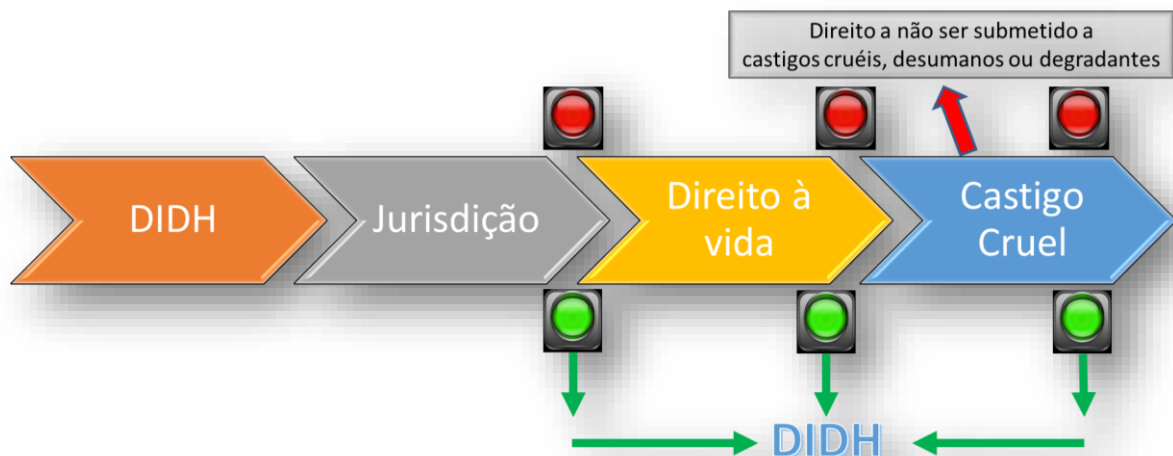 Direito a não ser submetido a
castigos cruéis, desumanos ou degradantes
DIDH
Jurisdição
Direito à
vida
Castigo
Cruel
DIDH